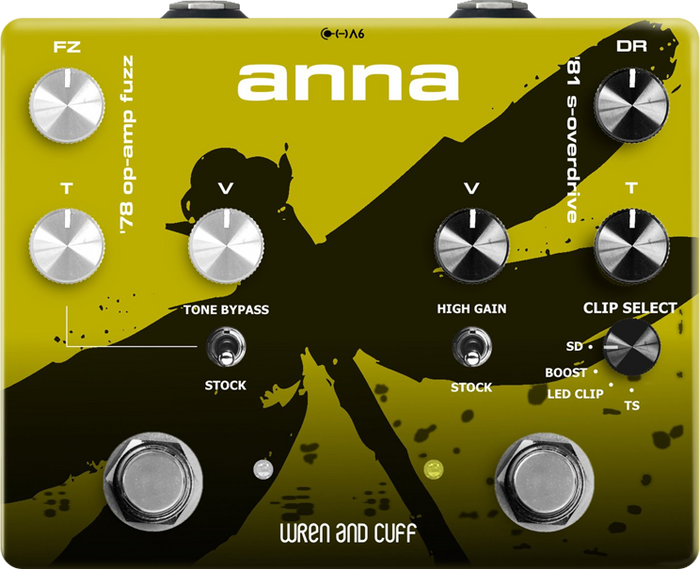 A6
FZ
anna
DR
'78 op-amp fuzz
'81 s-overdrive
T
V
V
T
TONE BYPASS
HIGH GAIN
CLIP SELECT
SD
BOOST
LED CLIP
TS
STOCK
STOCK
wren and cuff